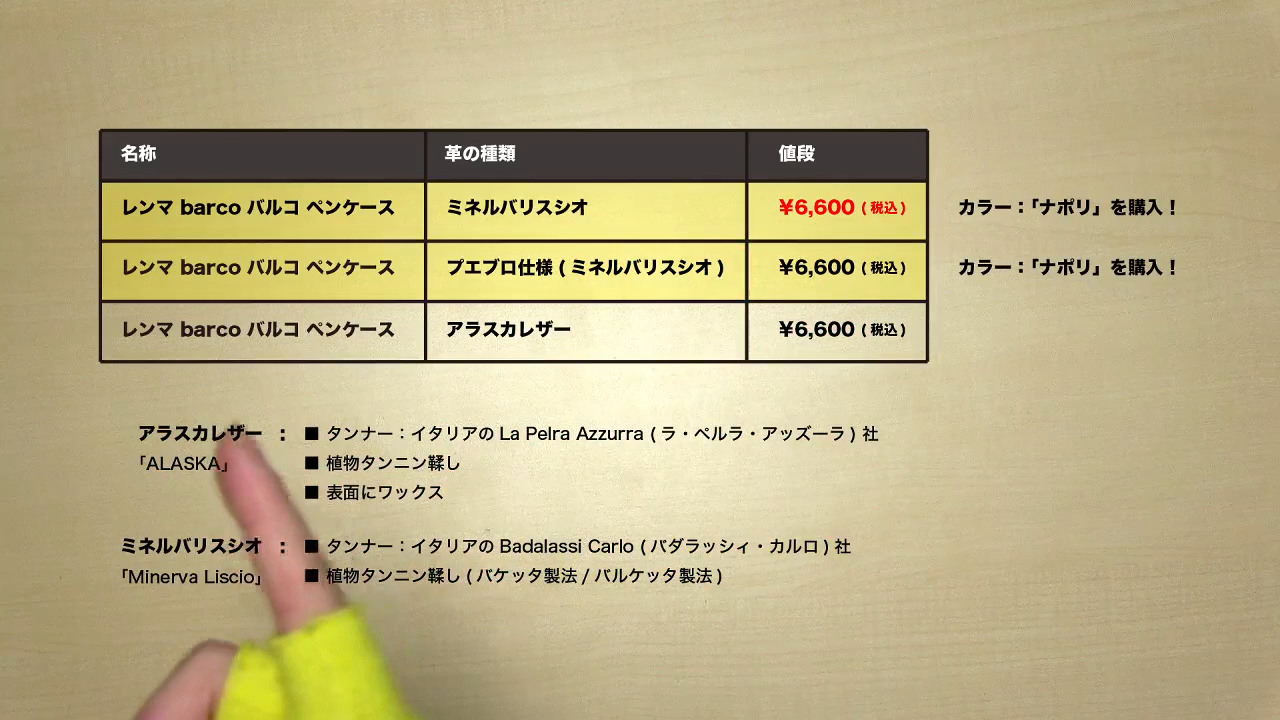 名称 革の種類 値段
レンマ barco バルコ ペンケース ミネルバリスシオ ¥6,600 (税込) カラー:「ナポリ」を購入!
レンマ barco バルコ ペンケース プエブロ仕様 (ミネルバリスシオ) ¥6,600 (税込) カラー:「ナポリ」を購入!
レンマ barco バルコ ペンケース アラスカレザー ¥6,600 (税込)
アラスカレザー : ■ タンナー:イタリアの La Pelra Azzurra (ラ・ペルラ・アッズーラ) 社
「ALASKA」 ■ 植物タンニン鞣し
■ 表面にワックス
ミネルバリスシオ : ■ タンナー:イタリアの Badalassi Carlo (バダラッシィ・カルロ) 社
「Minerva Liscio」 ■ 植物タンニン鞣し (バケッタ製法 / バルケッタ製法)